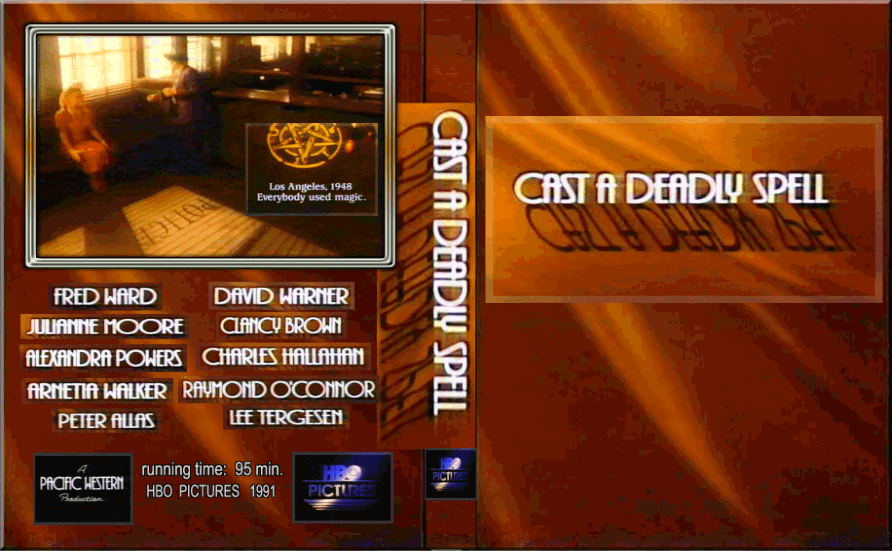 POLICE
Los Angeles, 1948
Everybody used magic.
FRED WARD
DAVID WARNER
JULIANNE MOORE
CLANCY BROWN
ALEXANDRA POWERS
CHARLES HALLAHAN
ARNETIA WALKER
RAYMOND O'CONNOR
PETER ALLAS
LEE TERGESEN
A
PACIFIC WESTERN
Production
running time: 95 min.
HBO PICTURES 1991
HBO
PICTURES
CAST A DEADLY SPELL
HBO
PICTURES
CAST A DEADLY SPELL